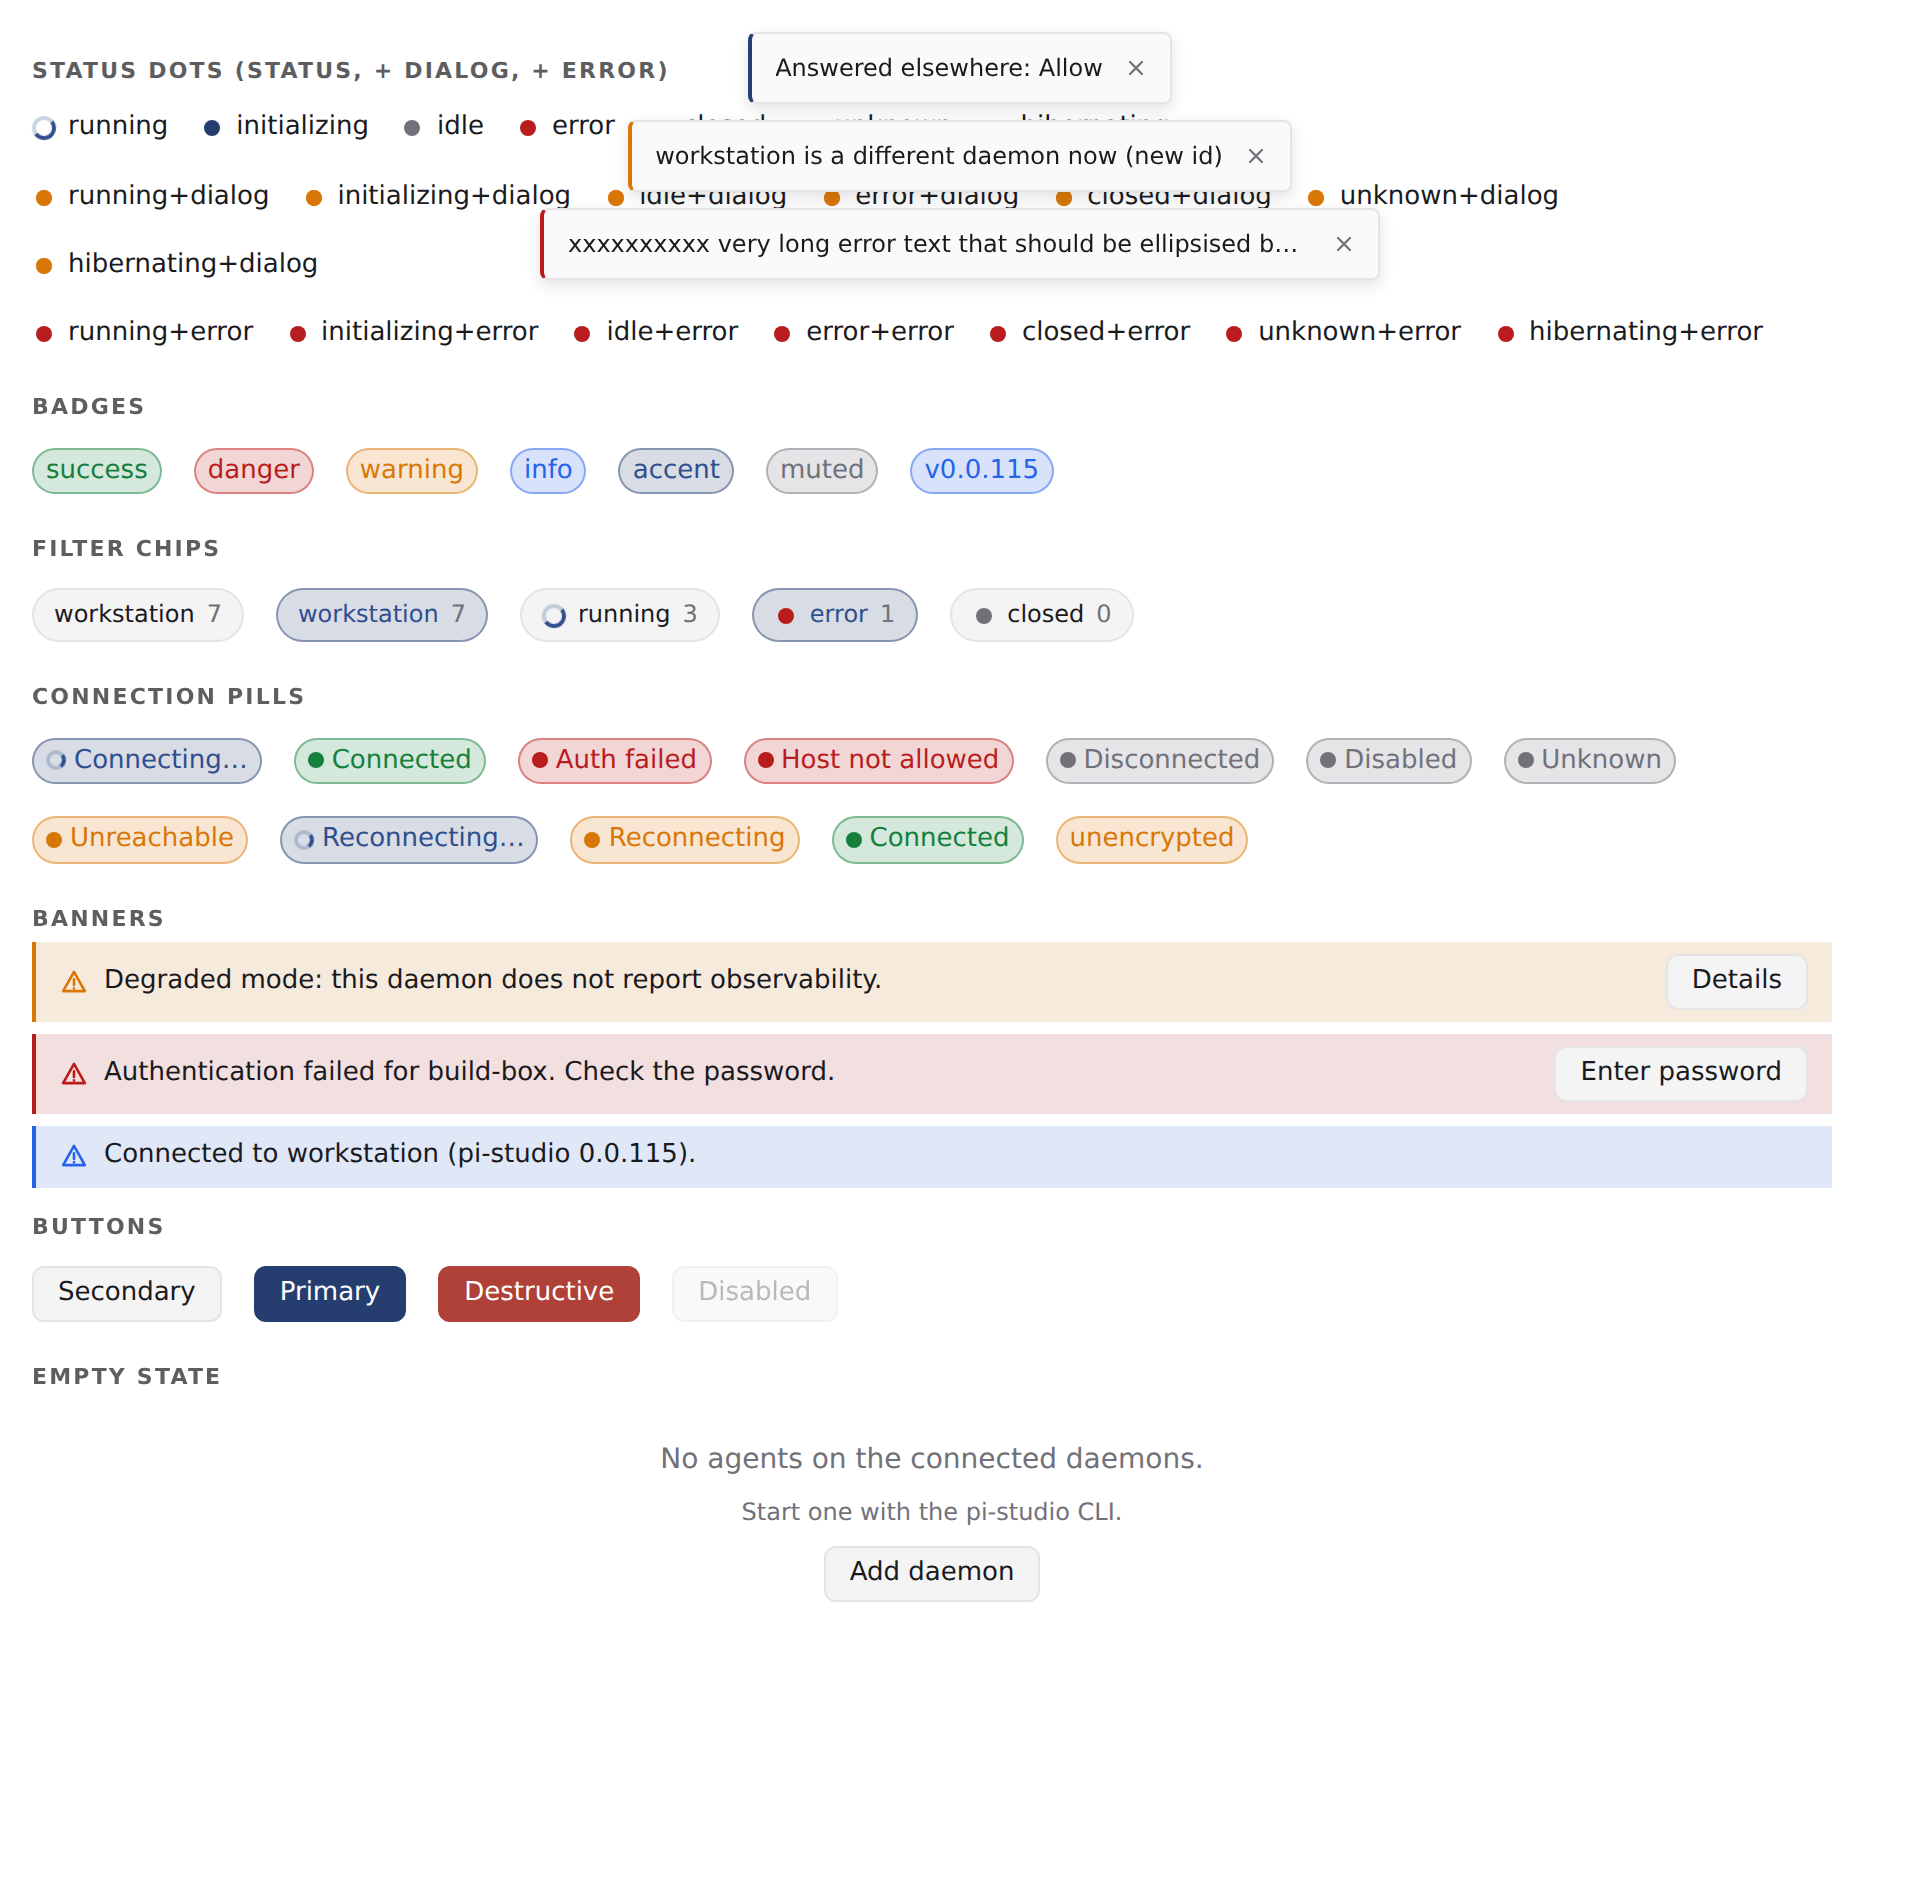 STATUS DOTS (STATUS, + DIALOG, + ERROR)
Answered elsewhere: Allow ×
running initializing idle error
workstation is a different daemon now (new id) ×
running+dialog initializing+dialog idle+dialog error+dialog closed+dialog unknown+dialog
xxxxxxxxxx very long error text that should be ellipsised b… ×
hibernating+dialog
running+error initializing+error idle+error error+error closed+error unknown+error hibernating+error
BADGES
success danger warning info accent muted v0.0.115
FILTER CHIPS
workstation 7 workstation 7 running 3 error 1 closed 0
CONNECTION PILLS
Connecting… Connected Auth failed Host not allowed Disconnected Disabled Unknown
Unreachable Reconnecting… Reconnecting Connected unencrypted
BANNERS
Degraded mode: this daemon does not report observability. Details
Authentication failed for build-box. Check the password. Enter password
Connected to workstation (pi-studio 0.0.115).
BUTTONS
Secondary Primary Destructive Disabled
EMPTY STATE
No agents on the connected daemons.
Start one with the pi-studio CLI.
Add daemon